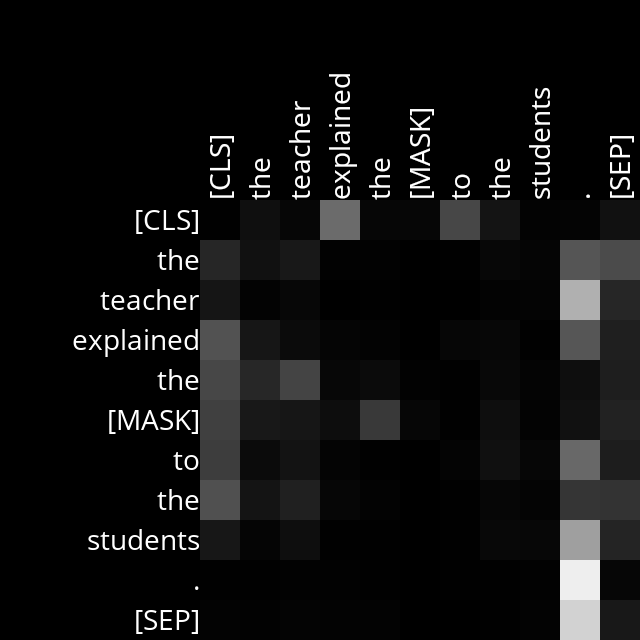 [CLS] the teacher explained the [MASK] to the students . [SEP]
[CLS]
the
teacher
explained
the
[MASK]
to
the
students
.
[SEP]